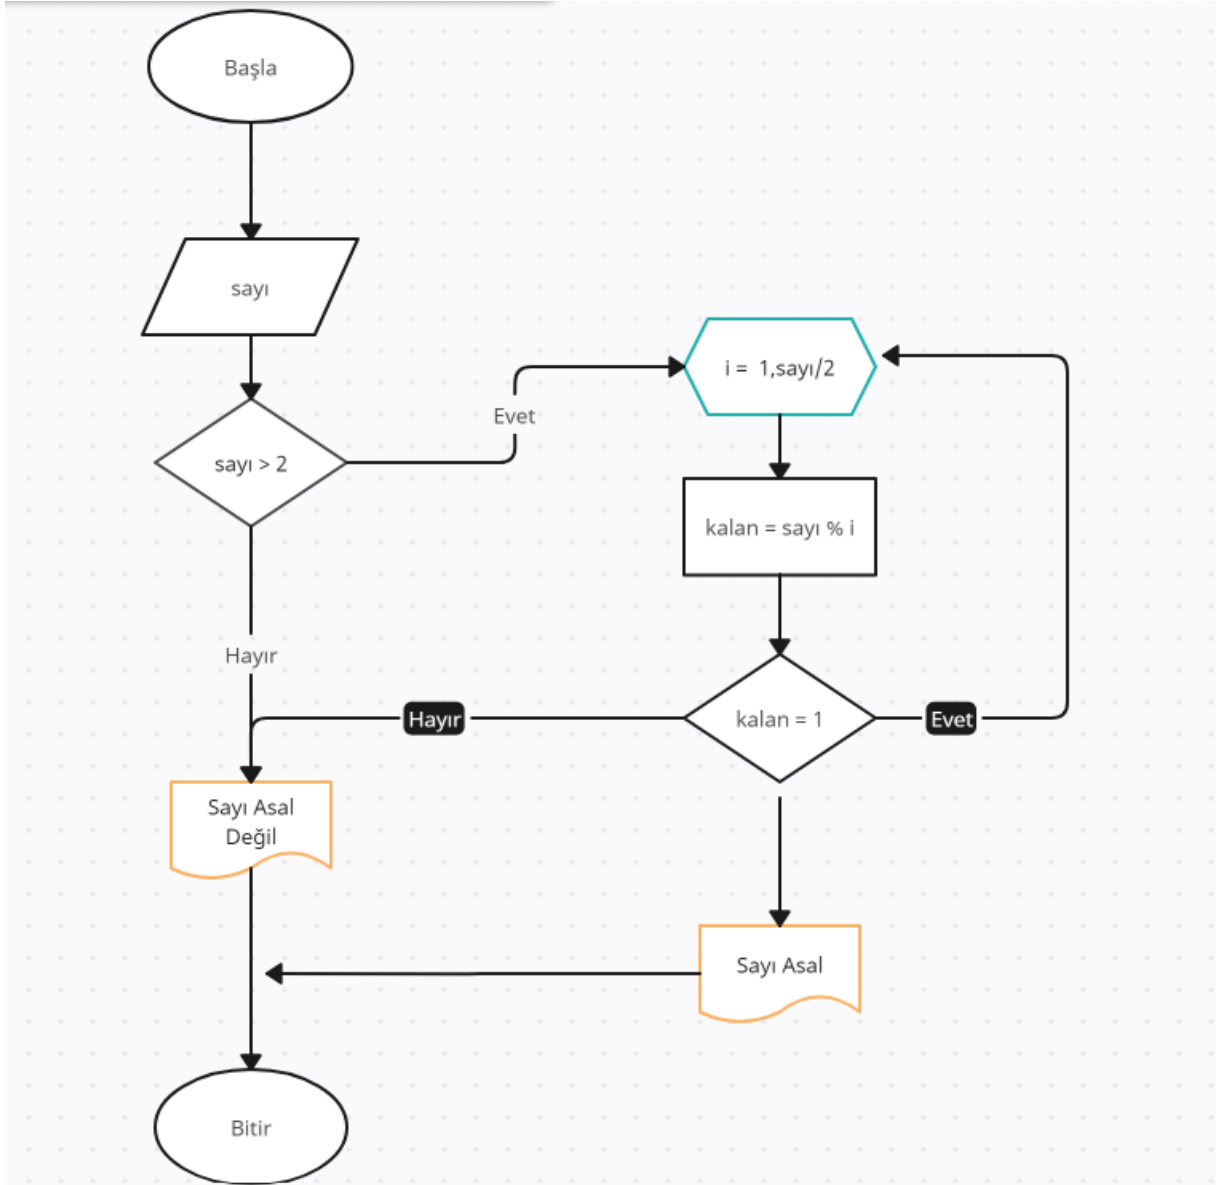 Başla
sayı
sayı > 2
Evet
i =  1,sayı/2
kalan = sayı % i
kalan = 1
Evet
Hayır
Hayır
Sayı Asal
Değil
Sayı Asal
Bitir